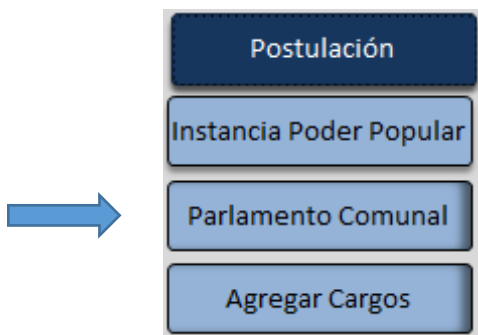 Postulación
Instancia Poder Popular
Parlamento Comunal
Agregar Cargos